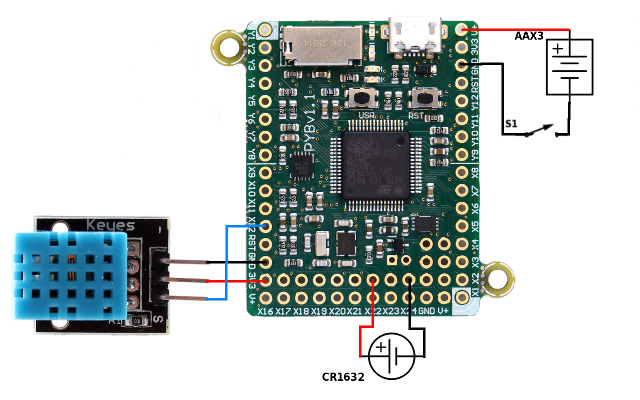 AAX3
S1
Keyes
S
CR1632
PYBv1.1
USR
RST
Y1
Y2
Y3
Y4
Y5
Y6
Y7
Y8
X9
X10
X11
X12
RST
GND
3V3
V+
V+
3V3
GND
RST
Y12
Y11
Y10
Y9
X8
X7
X6
X5
X4
X3
X2
X1
X16 X17 X18 X19 X20 X21 X22 X23 X24 GND V+